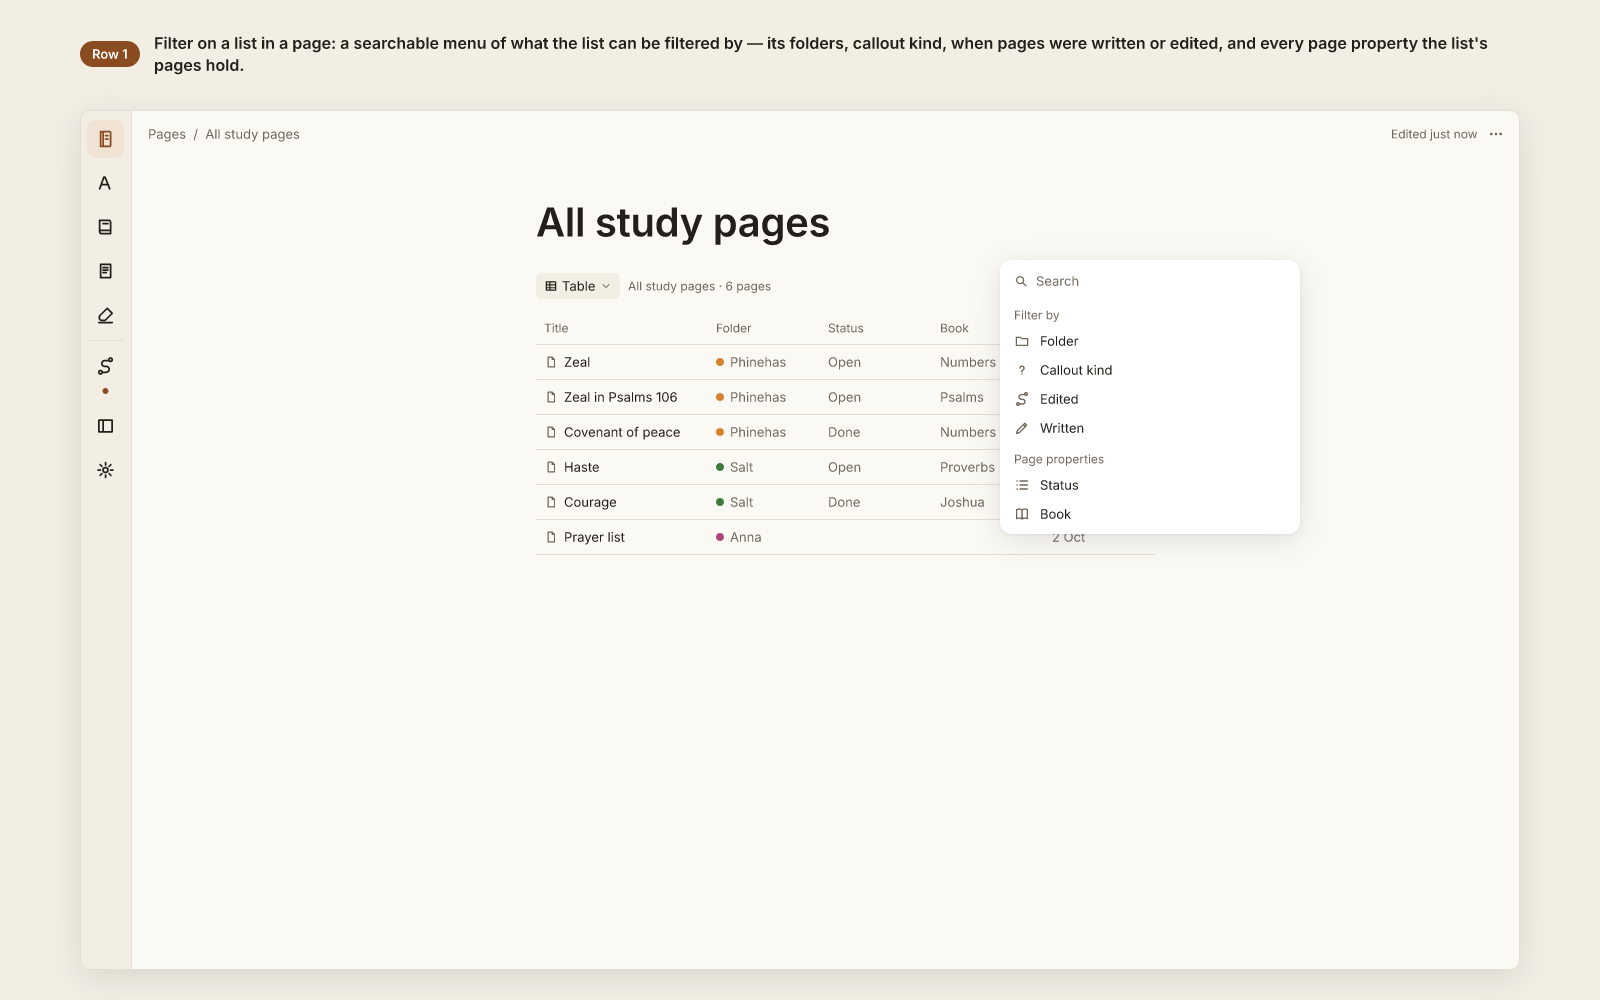 Row 1
Filter on a list in a page: a searchable menu of what the list can be filtered by — its folders, callout kind, when pages were written or edited, and every page property the list's
pages hold.
Pages / All study pages
Edited just now
All study pages
Table
All study pages · 6 pages
Title Folder Status Book
Zeal Phinehas Open Numbers
Zeal in Psalms 106 Phinehas Open Psalms
Covenant of peace Phinehas Done Numbers
Haste Salt Open Proverbs
Courage Salt Done Joshua
Prayer list Anna 2 Oct
Search
Filter by
Folder
? Callout kind
Edited
Written
Page properties
Status
Book